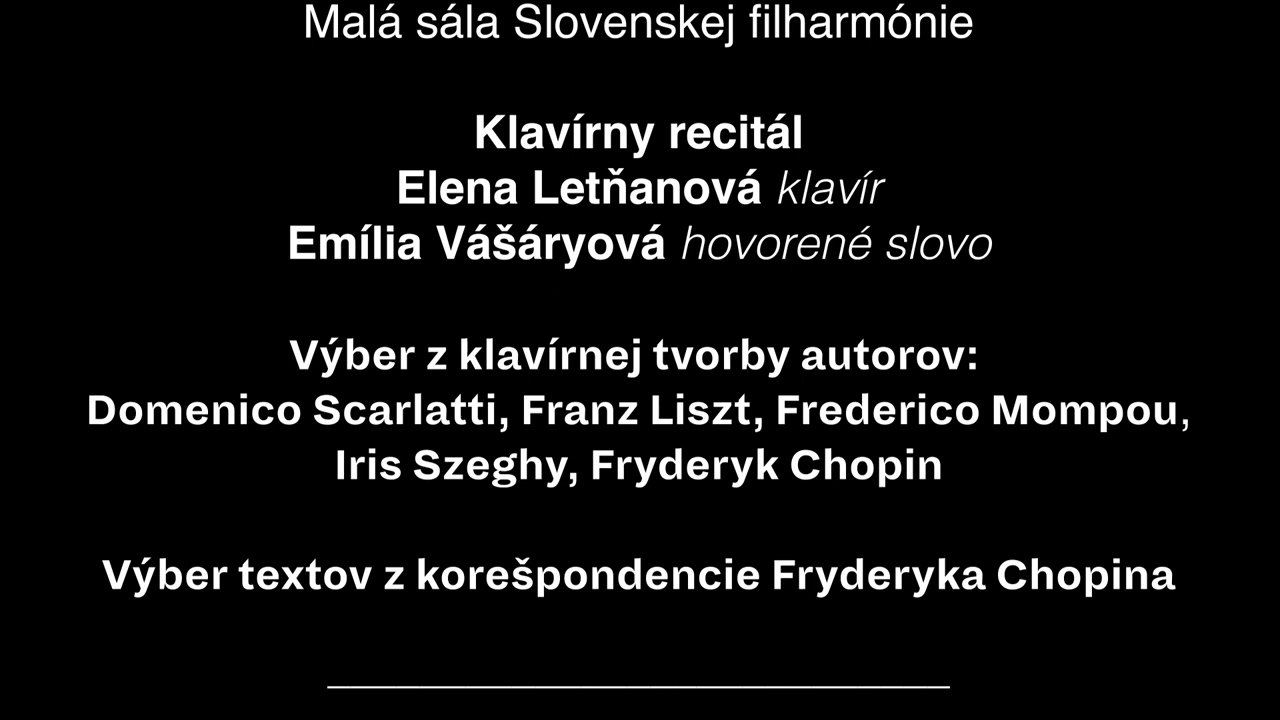 Malá sála Slovenskej filharmónie
Klavírny recitál
Elena Letňanová klavír
Emília Vášáryová hovorené slovo
Výber z klavírnej tvorby autorov:
Domenico Scarlatti, Franz Liszt, Frederico Mompou,
Iris Szeghy, Fryderyk Chopin
Výber textov z korešpondencie Fryderyka Chopina